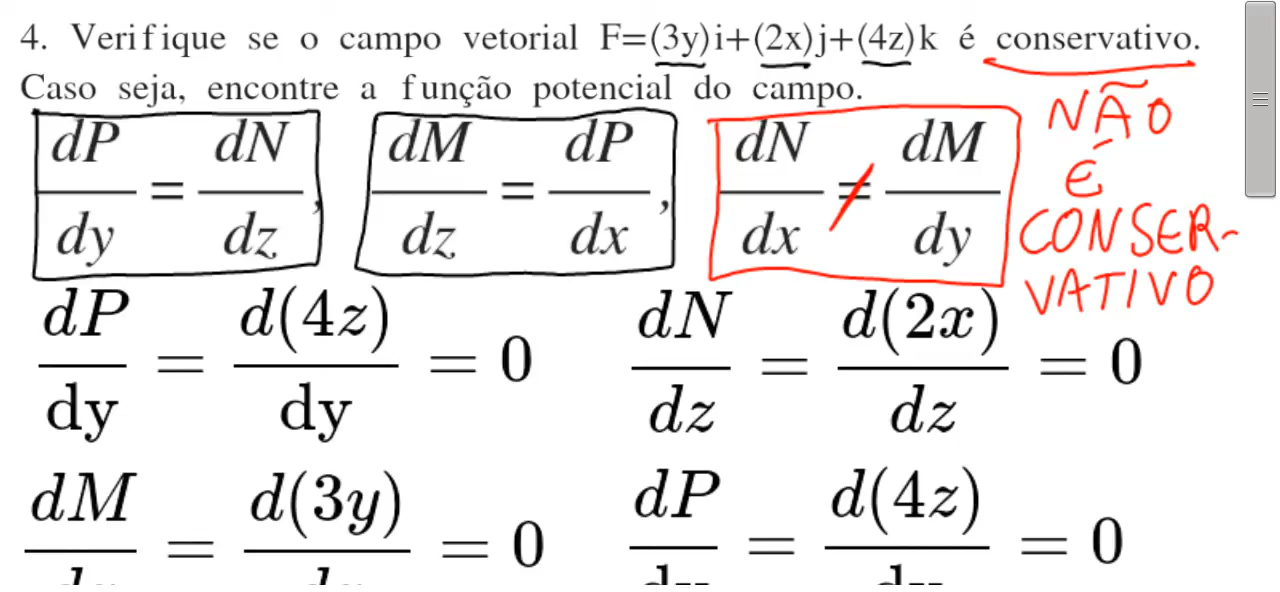 4. Verifique se o campo vetorial F=(3y)i+(2x)j+(4z)k é conservativo.
Caso seja, encontre a função potencial do campo.
dP/dy = dN/dz, dM/dz = dP/dx, dN/dx ≠ dM/dy
NÃO
É
CONSER-
VATIVO
dP/dy = d(4z)/dy = 0 dN/dz = d(2x)/dz = 0
dM = d(3y) = 0 dP = d(4z) = 0